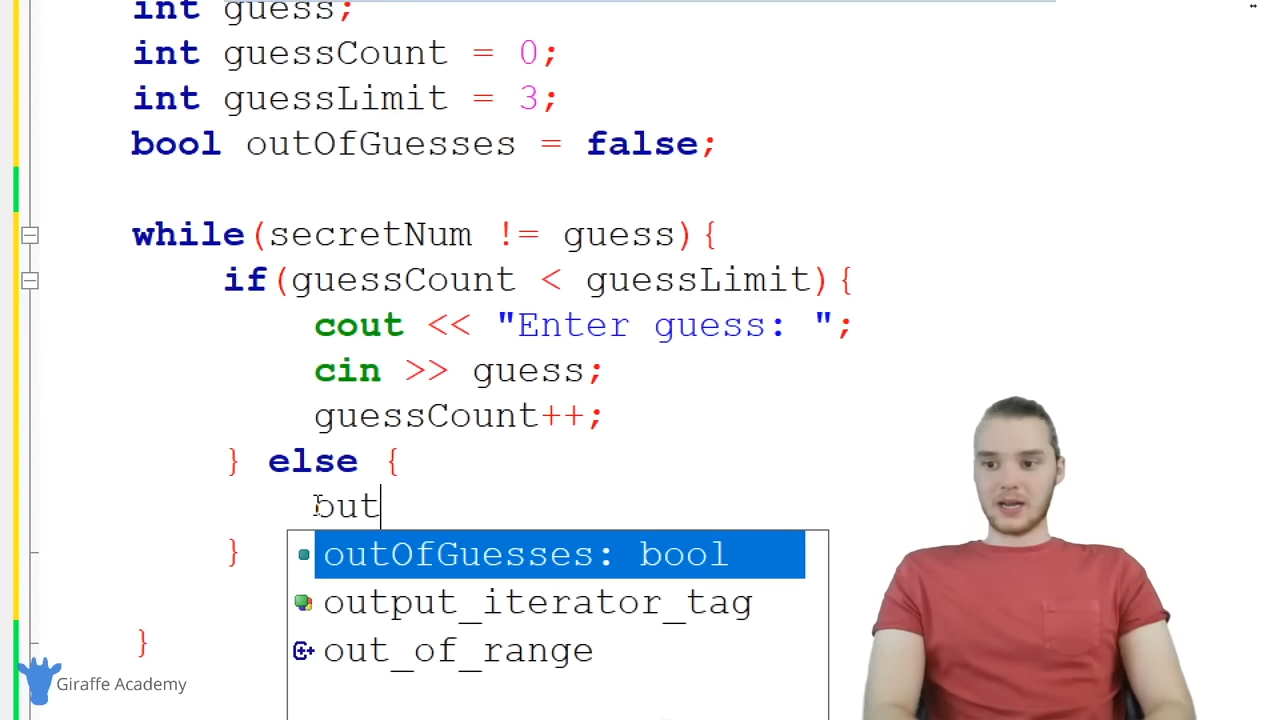 int guess;
int guessCount = 0;
int guessLimit = 3;
bool outOfGuesses = false;
while(secretNum != guess){
if(guessCount < guessLimit){
cout << "Enter guess: ";
cin >> guess;
guessCount++;
} else {
out
}
outOfGuesses: bool
output_iterator_tag
out_of_range
}
Giraffe Academy